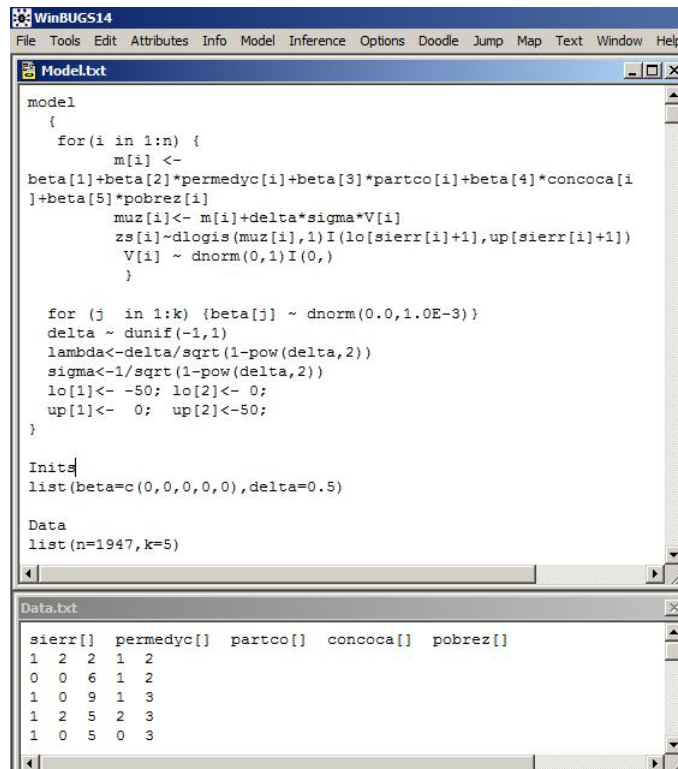 WinBUGS14
File Tools Edit Attributes Info Model Inference Options Doodle Jump Map Text Window Help
Model.txt
model
{
for(i in 1:n) {
m[i] <-
beta[1]+beta[2]*permedyc[i]+beta[3]*partco[i]+beta[4]*concoca[i
]+beta[5]*pobrez[i]
muz[i]<- m[i]+delta*sigma*V[i]
zs[i]~dlogis(muz[i],1)I(lo[sierr[i]+1],up[sierr[i]+1])
V[i] ~ dnorm(0,1)I(0,)
}
for (j in 1:k) {beta[j] ~ dnorm(0.0,1.0E-3)}
delta ~ dunif(-1,1)
lambda<-delta/sqrt(1-pow(delta,2))
sigma<-1/sqrt(1-pow(delta,2))
lo[1]<- -50; lo[2]<- 0;
up[1]<- 0; up[2]<-50;
}
Inits
list(beta=c(0,0,0,0,0),delta=0.5)
Data
list(n=1947,k=5)
Data.txt
sierr[] permedyc[] partco[] concoca[] pobrez[]
1 2 2 1 2
0 0 6 1 2
1 0 9 1 3
1 2 5 2 3
1 0 5 0 3